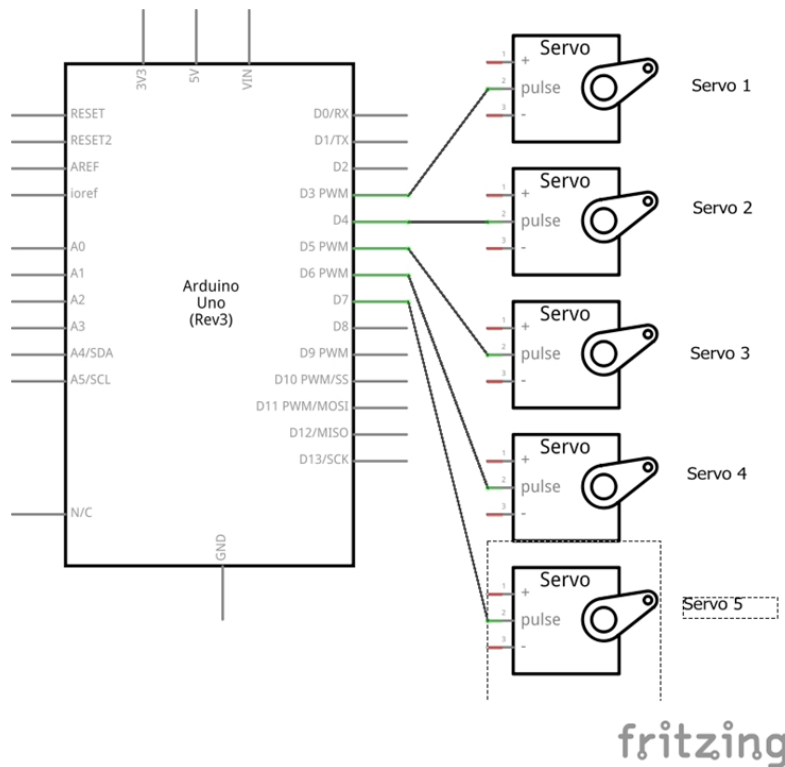 3V3
5V
VIN
RESET
RESET2
AREF
ioref
A0
A1
A2
A3
A4/SDA
A5/SCL
N/C
Arduino
Uno
(Rev3)
D0/RX
D1/TX
D2
D3 PWM
D4
D5 PWM
D6 PWM
D7
D8
D9 PWM
D10 PWM/SS
D11 PWM/MOSI
D12/MISO
D13/SCK
GND
Servo
1 +
2 pulse
3 -
Servo 1
Servo
1 +
2 pulse
3 -
Servo 2
Servo
1 +
2 pulse
3 -
Servo 3
Servo
1 +
2 pulse
3 -
Servo 4
Servo
1 +
2 pulse
3 -
Servo 5
fritzing